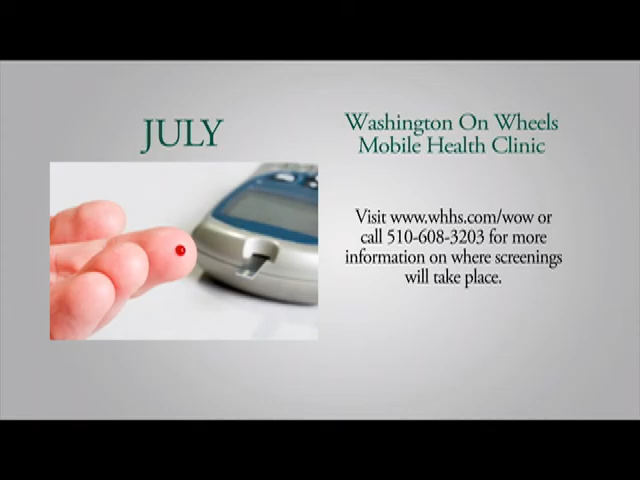 JULY
Washington On Wheels
Mobile Health Clinic
Visit www.whhs.com/wow or
call 510-608-3203 for more
information on where screenings
will take place.